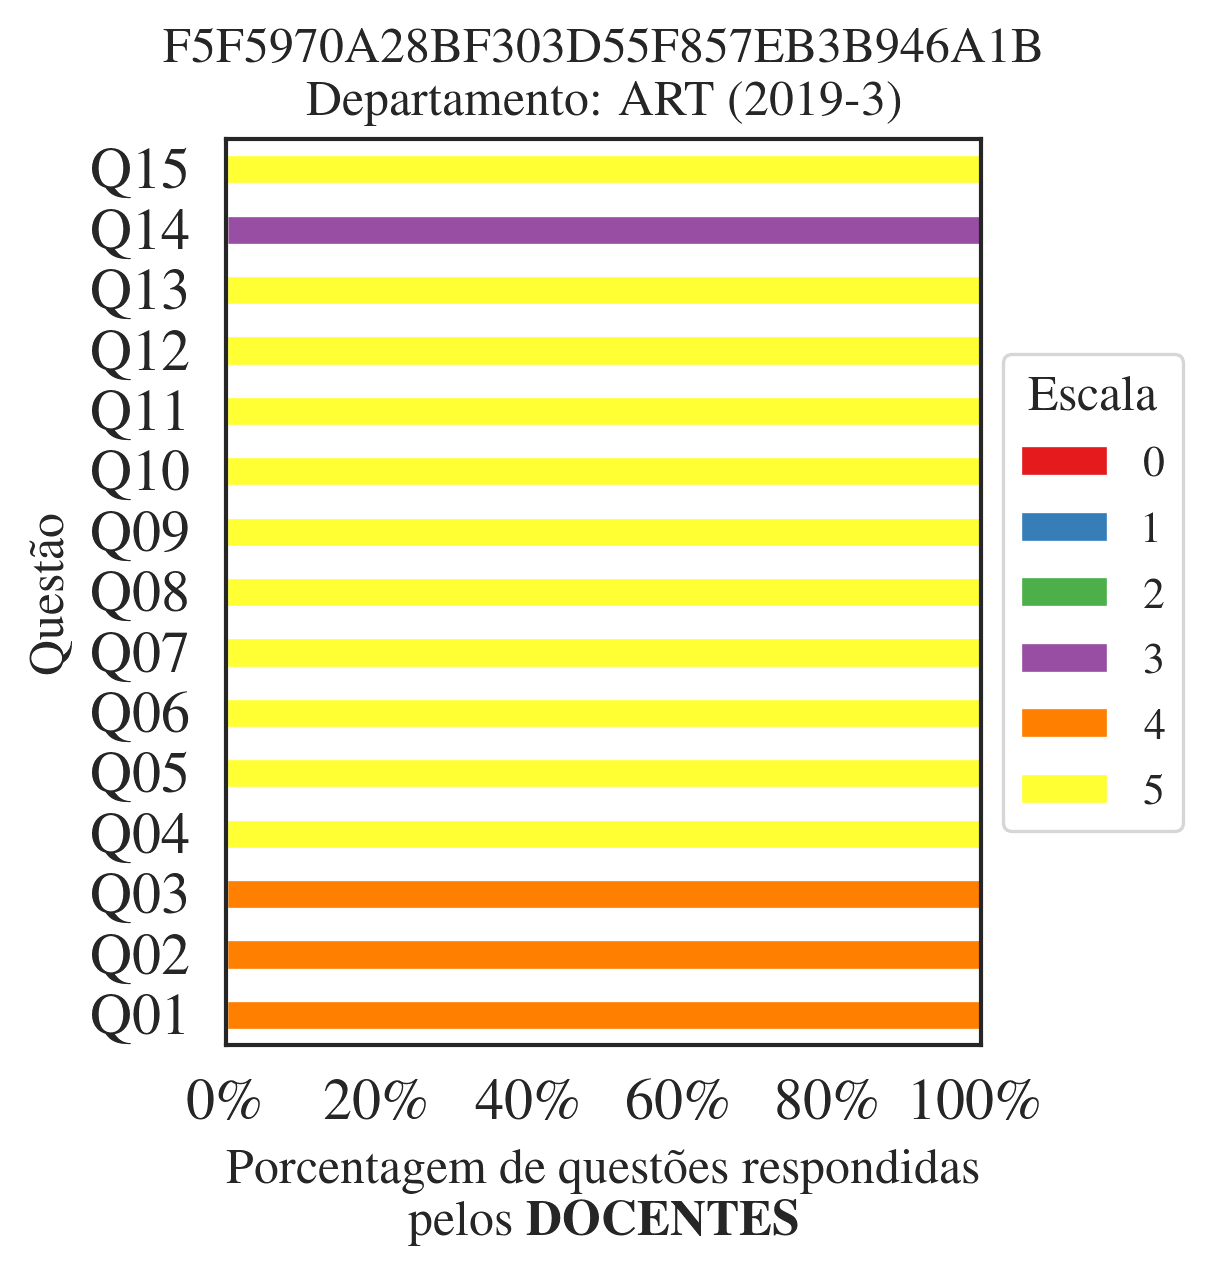 F5F5970A28BF303D55F857EB3B946A1B
Departamento: ART (2019-3)
Q15
Q14
Q13
Q12
Q11
Q10
Q09
Q08
Q07
Q06
Q05
Q04
Q03
Q02
Q01
Questão
0% 20% 40% 60% 80% 100%
Porcentagem de questões respondidas
pelos DOCENTES
Escala
0
1
2
3
4
5